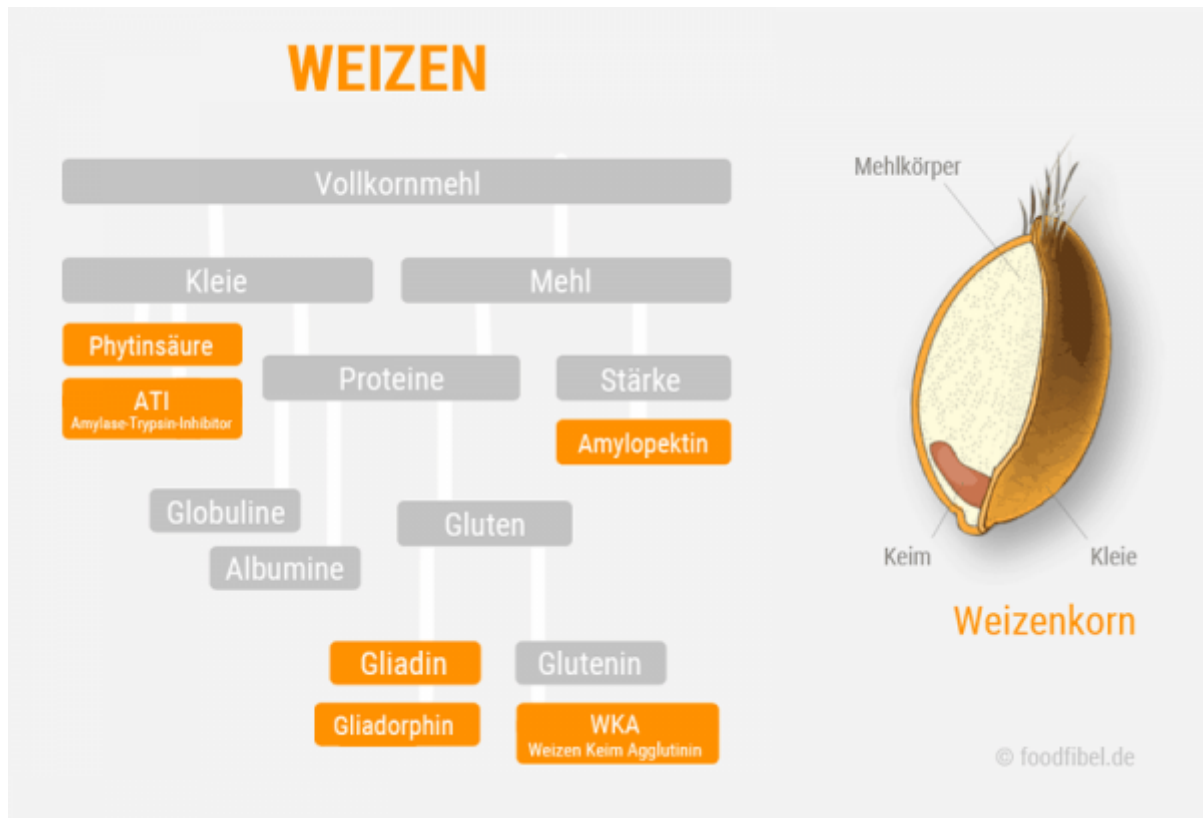 WEIZEN
Vollkornmehl
Kleie
Mehl
Phytinsäure
ATI
Amylase-Trypsin-Inhibitor
Proteine
Stärke
Amylopektin
Globuline
Albumine
Gluten
Gliadin
Glutenin
Gliadorphin
WKA
Weizen Keim Agglutinin
Mehlkörper
Keim
Kleie
Weizenkorn
© foodfibel.de